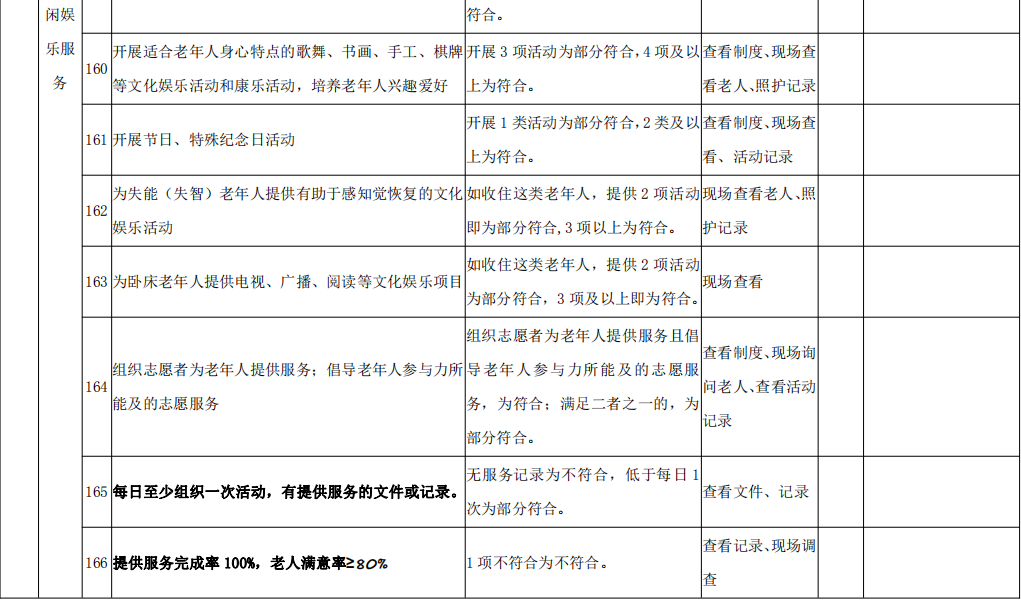 闲娱
乐服
务
符合。
160
开展适合老年人身心特点的歌舞、书画、手工、棋牌
等文化娱乐活动和康乐活动，培养老年人兴趣爱好
开展 3 项活动为部分符合，4 项及以
上为符合。
查看制度、现场查
看老人、照护记录
161
开展节日、特殊纪念日活动
开展 1 类活动为部分符合，2 类及以
上为符合。
查看制度、现场查
看、活动记录
162
为失能（失智）老年人提供有助于感知觉恢复的文化
娱乐活动
如收住这类老年人，提供 2 项活动
即为部分符合,3 项以上为符合。
现场查看老人、照
护记录
163
为卧床老年人提供电视、广播、阅读等文化娱乐项目
如收住这类老年人，提供 2 项活动
为部分符合，3 项及以上即为符合。
现场查看
164
组织志愿者为老年人提供服务；倡导老年人参与力所
能及的志愿服务
组织志愿者为老年人提供服务且倡
导老年人参与力所能及的志愿服
务，为符合；满足二者之一的，为
部分符合。
查看制度、现场询
问老人、查看活动
记录
165
每日至少组织一次活动，有提供服务的文件或记录。
无服务记录为不符合，低于每日 1
次为部分符合。
查看文件、记录
166
提供服务完成率 100%，老人满意率≥80%
1 项不符合为不符合。
查看记录、现场调
查